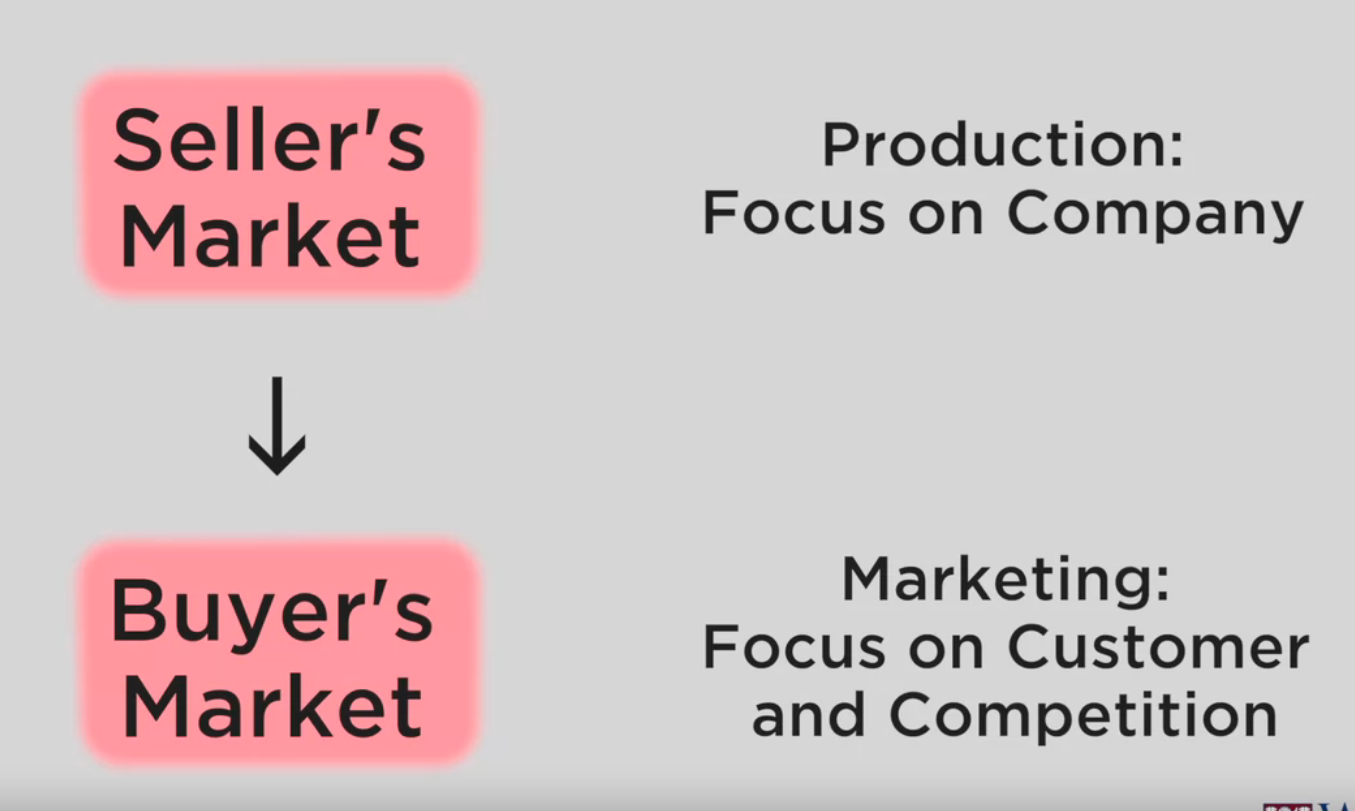 Seller's
Market
Production:
Focus on Company
↓
Buyer's
Market
Marketing:
Focus on Customer
and Competition